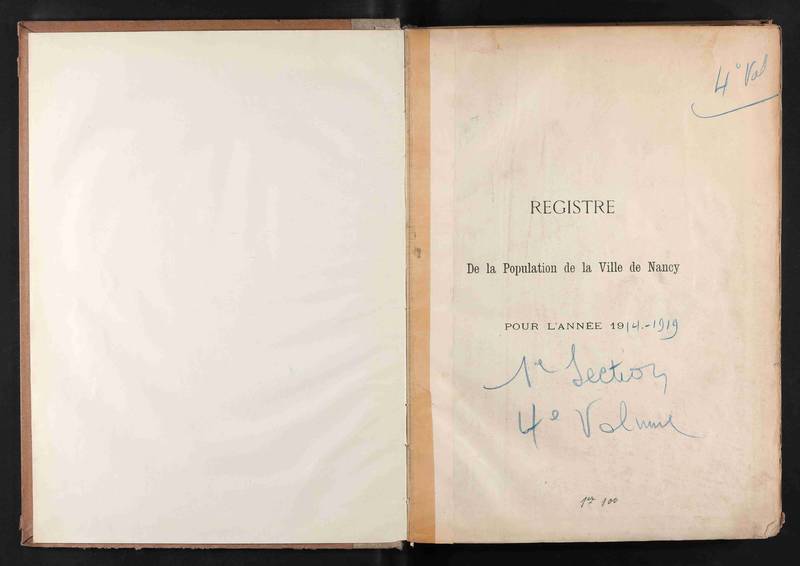 4e Vol
REGISTRE
De la Population de la Ville de Nancy
POUR L'ANNÉE 1914.-1919
1re Section
4e Volume
1er 100